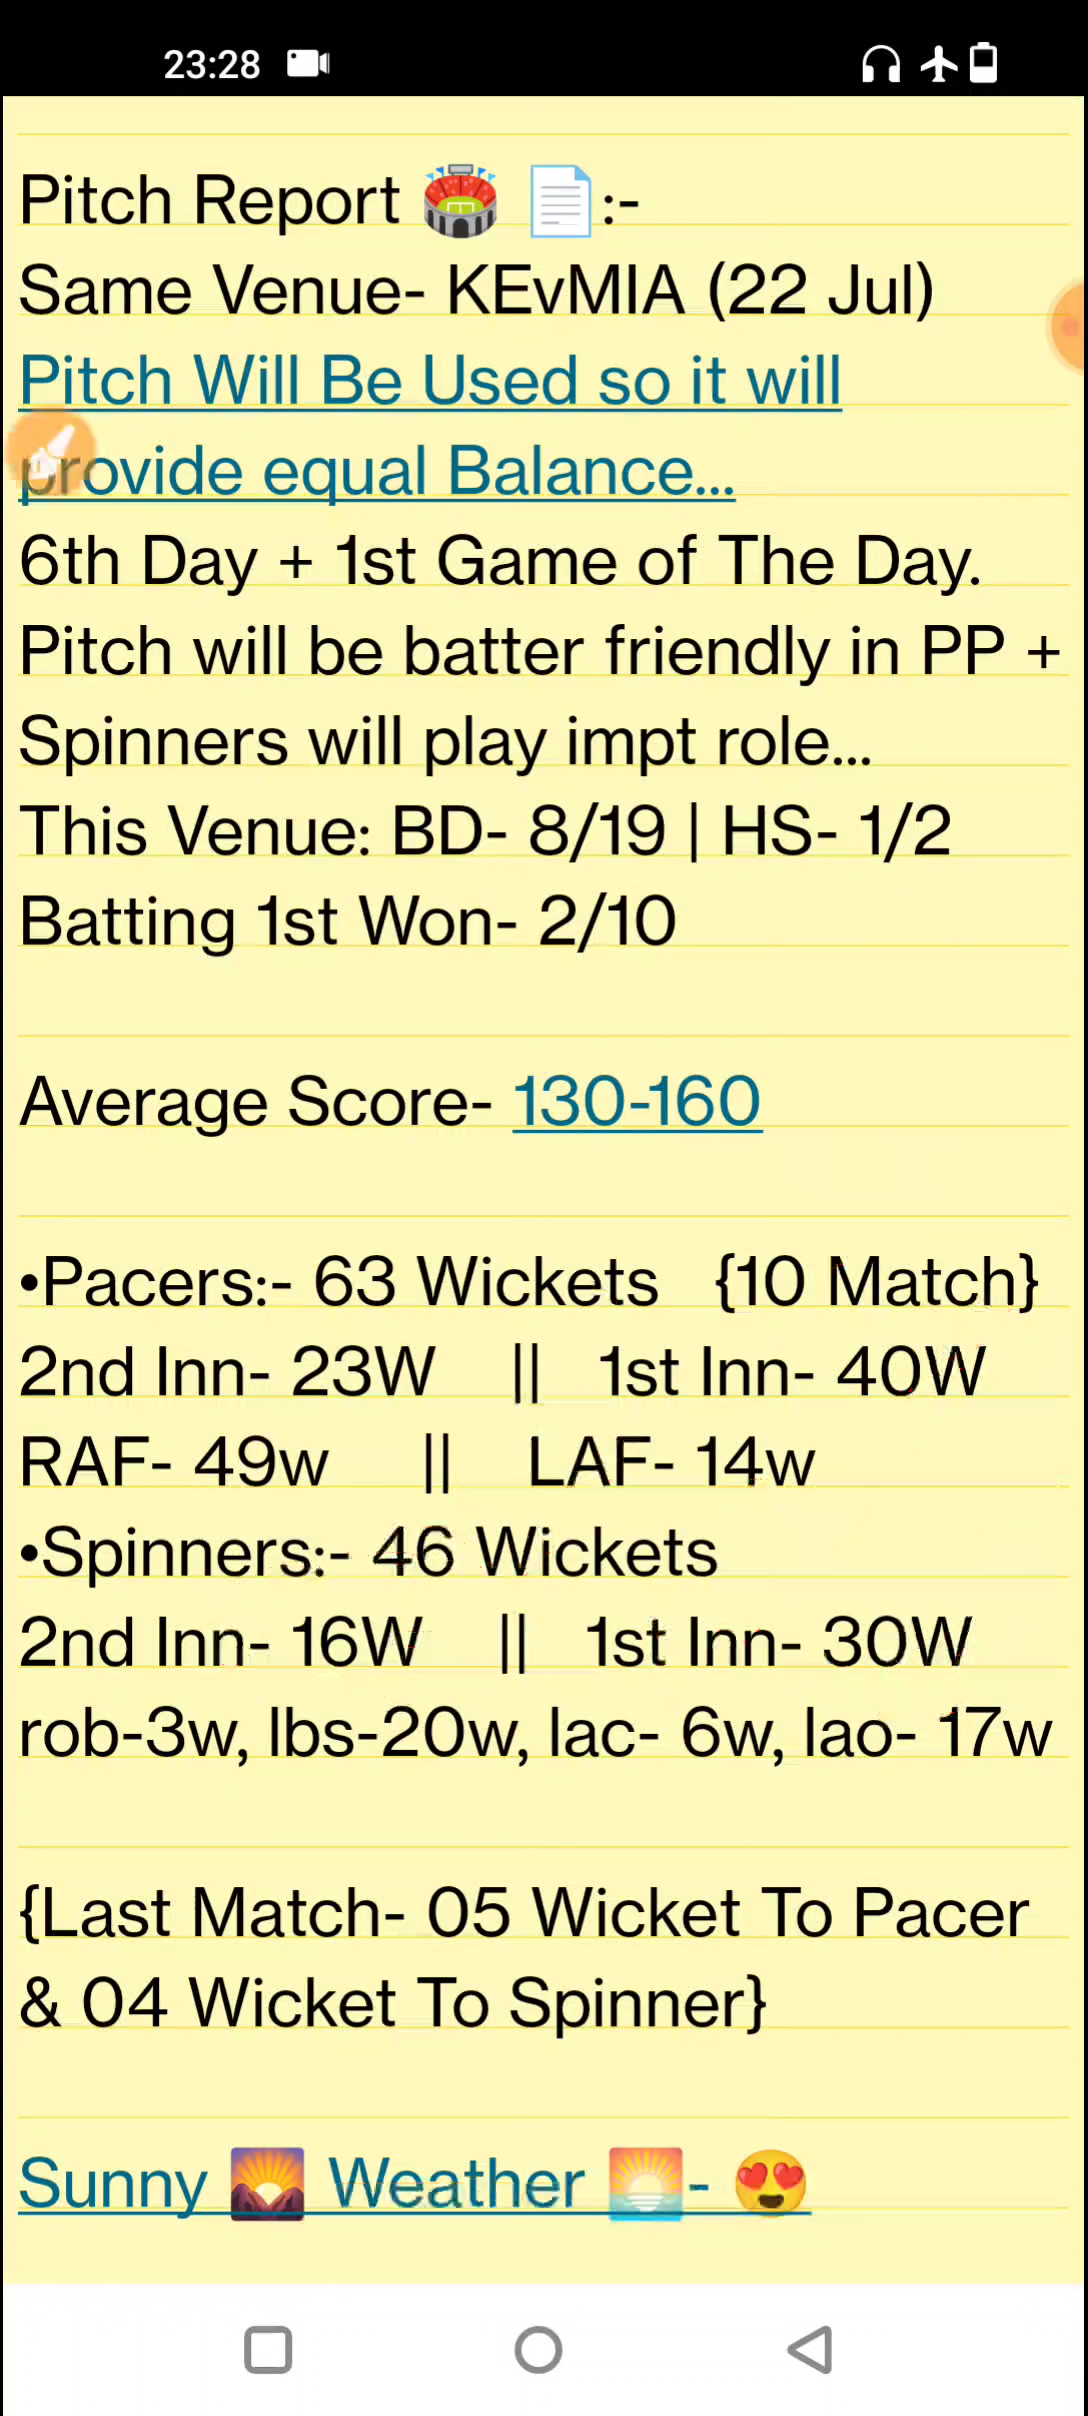 23:28
Pitch Report 🏟️ 📄:-
Same Venue- KEvMIA (22 Jul)
Pitch Will Be Used so it will
provide equal Balance...
6th Day + 1st Game of The Day.
Pitch will be batter friendly in PP +
Spinners will play impt role...
This Venue: BD- 8/19 | HS- 1/2
Batting 1st Won- 2/10
Average Score- 130-160
•Pacers:- 63 Wickets {10 Match}
2nd Inn- 23W || 1st Inn- 40W
RAF- 49w || LAF- 14w
•Spinners:- 46 Wickets
2nd Inn- 16W || 1st Inn- 30W
rob-3w, lbs-20w, lac- 6w, lao- 17w
{Last Match- 05 Wicket To Pacer
& 04 Wicket To Spinner}
Sunny 🌄 Weather 🌅- 😍